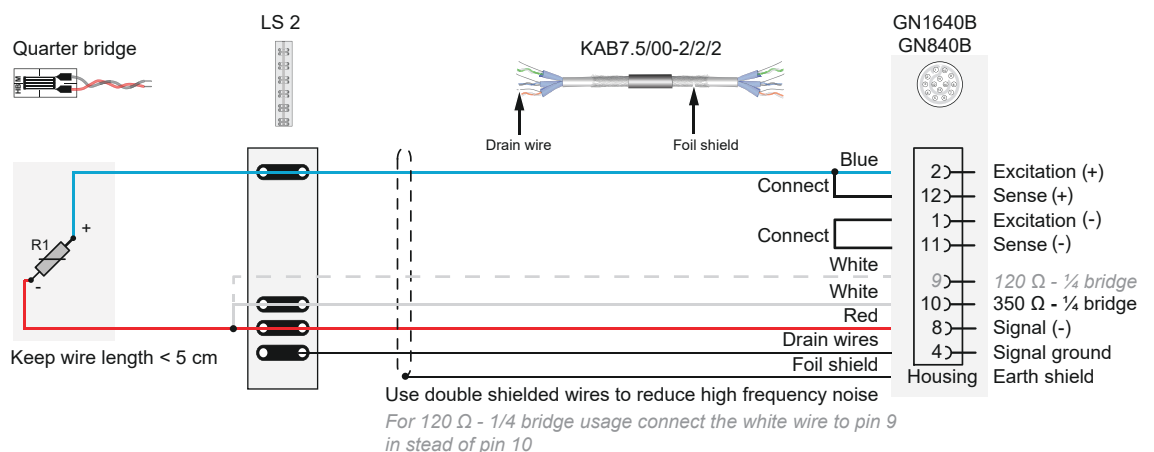 LS 2
GN1640B
GN840B
Quarter bridge
KAB7.5/00-2/2/2
HBM
Drain wire
Foil shield
Blue
2
Excitation (+)
Connect
12
Sense (+)
1
Excitation (-)
R1
+
Connect
11
Sense (-)
-
White
9
120 Ω - ¼ bridge
White
10
350 Ω - ¼ bridge
Red
8
Signal (-)
Keep wire length < 5 cm
Drain wires
4
Signal ground
Foil shield
Housing
Earth shield
Use double shielded wires to reduce high frequency noise
For 120 Ω - 1/4 bridge usage connect the white wire to pin 9
in stead of pin 10